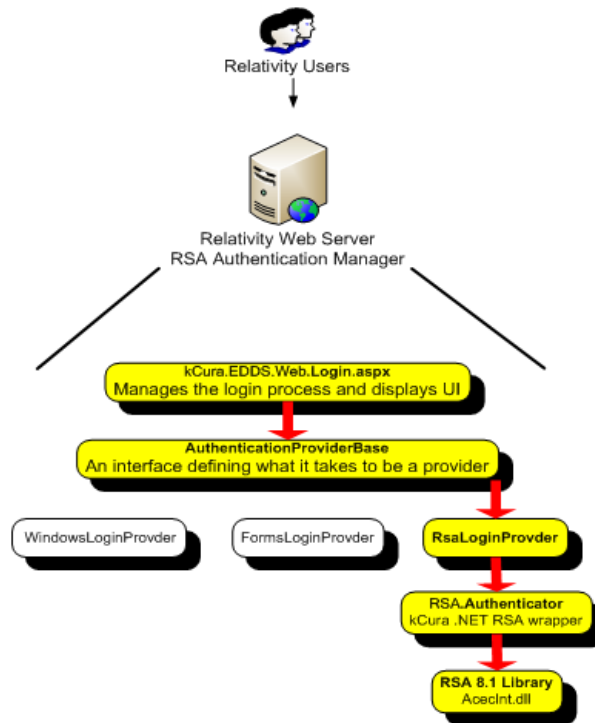 Relativity Users
Relativity Web Server
RSA Authentication Manager
kCura.EDDS.Web.Login.aspx
Manages the login process and displays UI
AuthenticationProviderBase
An interface defining what it takes to be a provider
WindowsLoginProvder
FormsLoginProvder
RsaLoginProvder
RSA.Authenticator
kCura .NET RSA wrapper
RSA 8.1 Library
AcecInt.dll